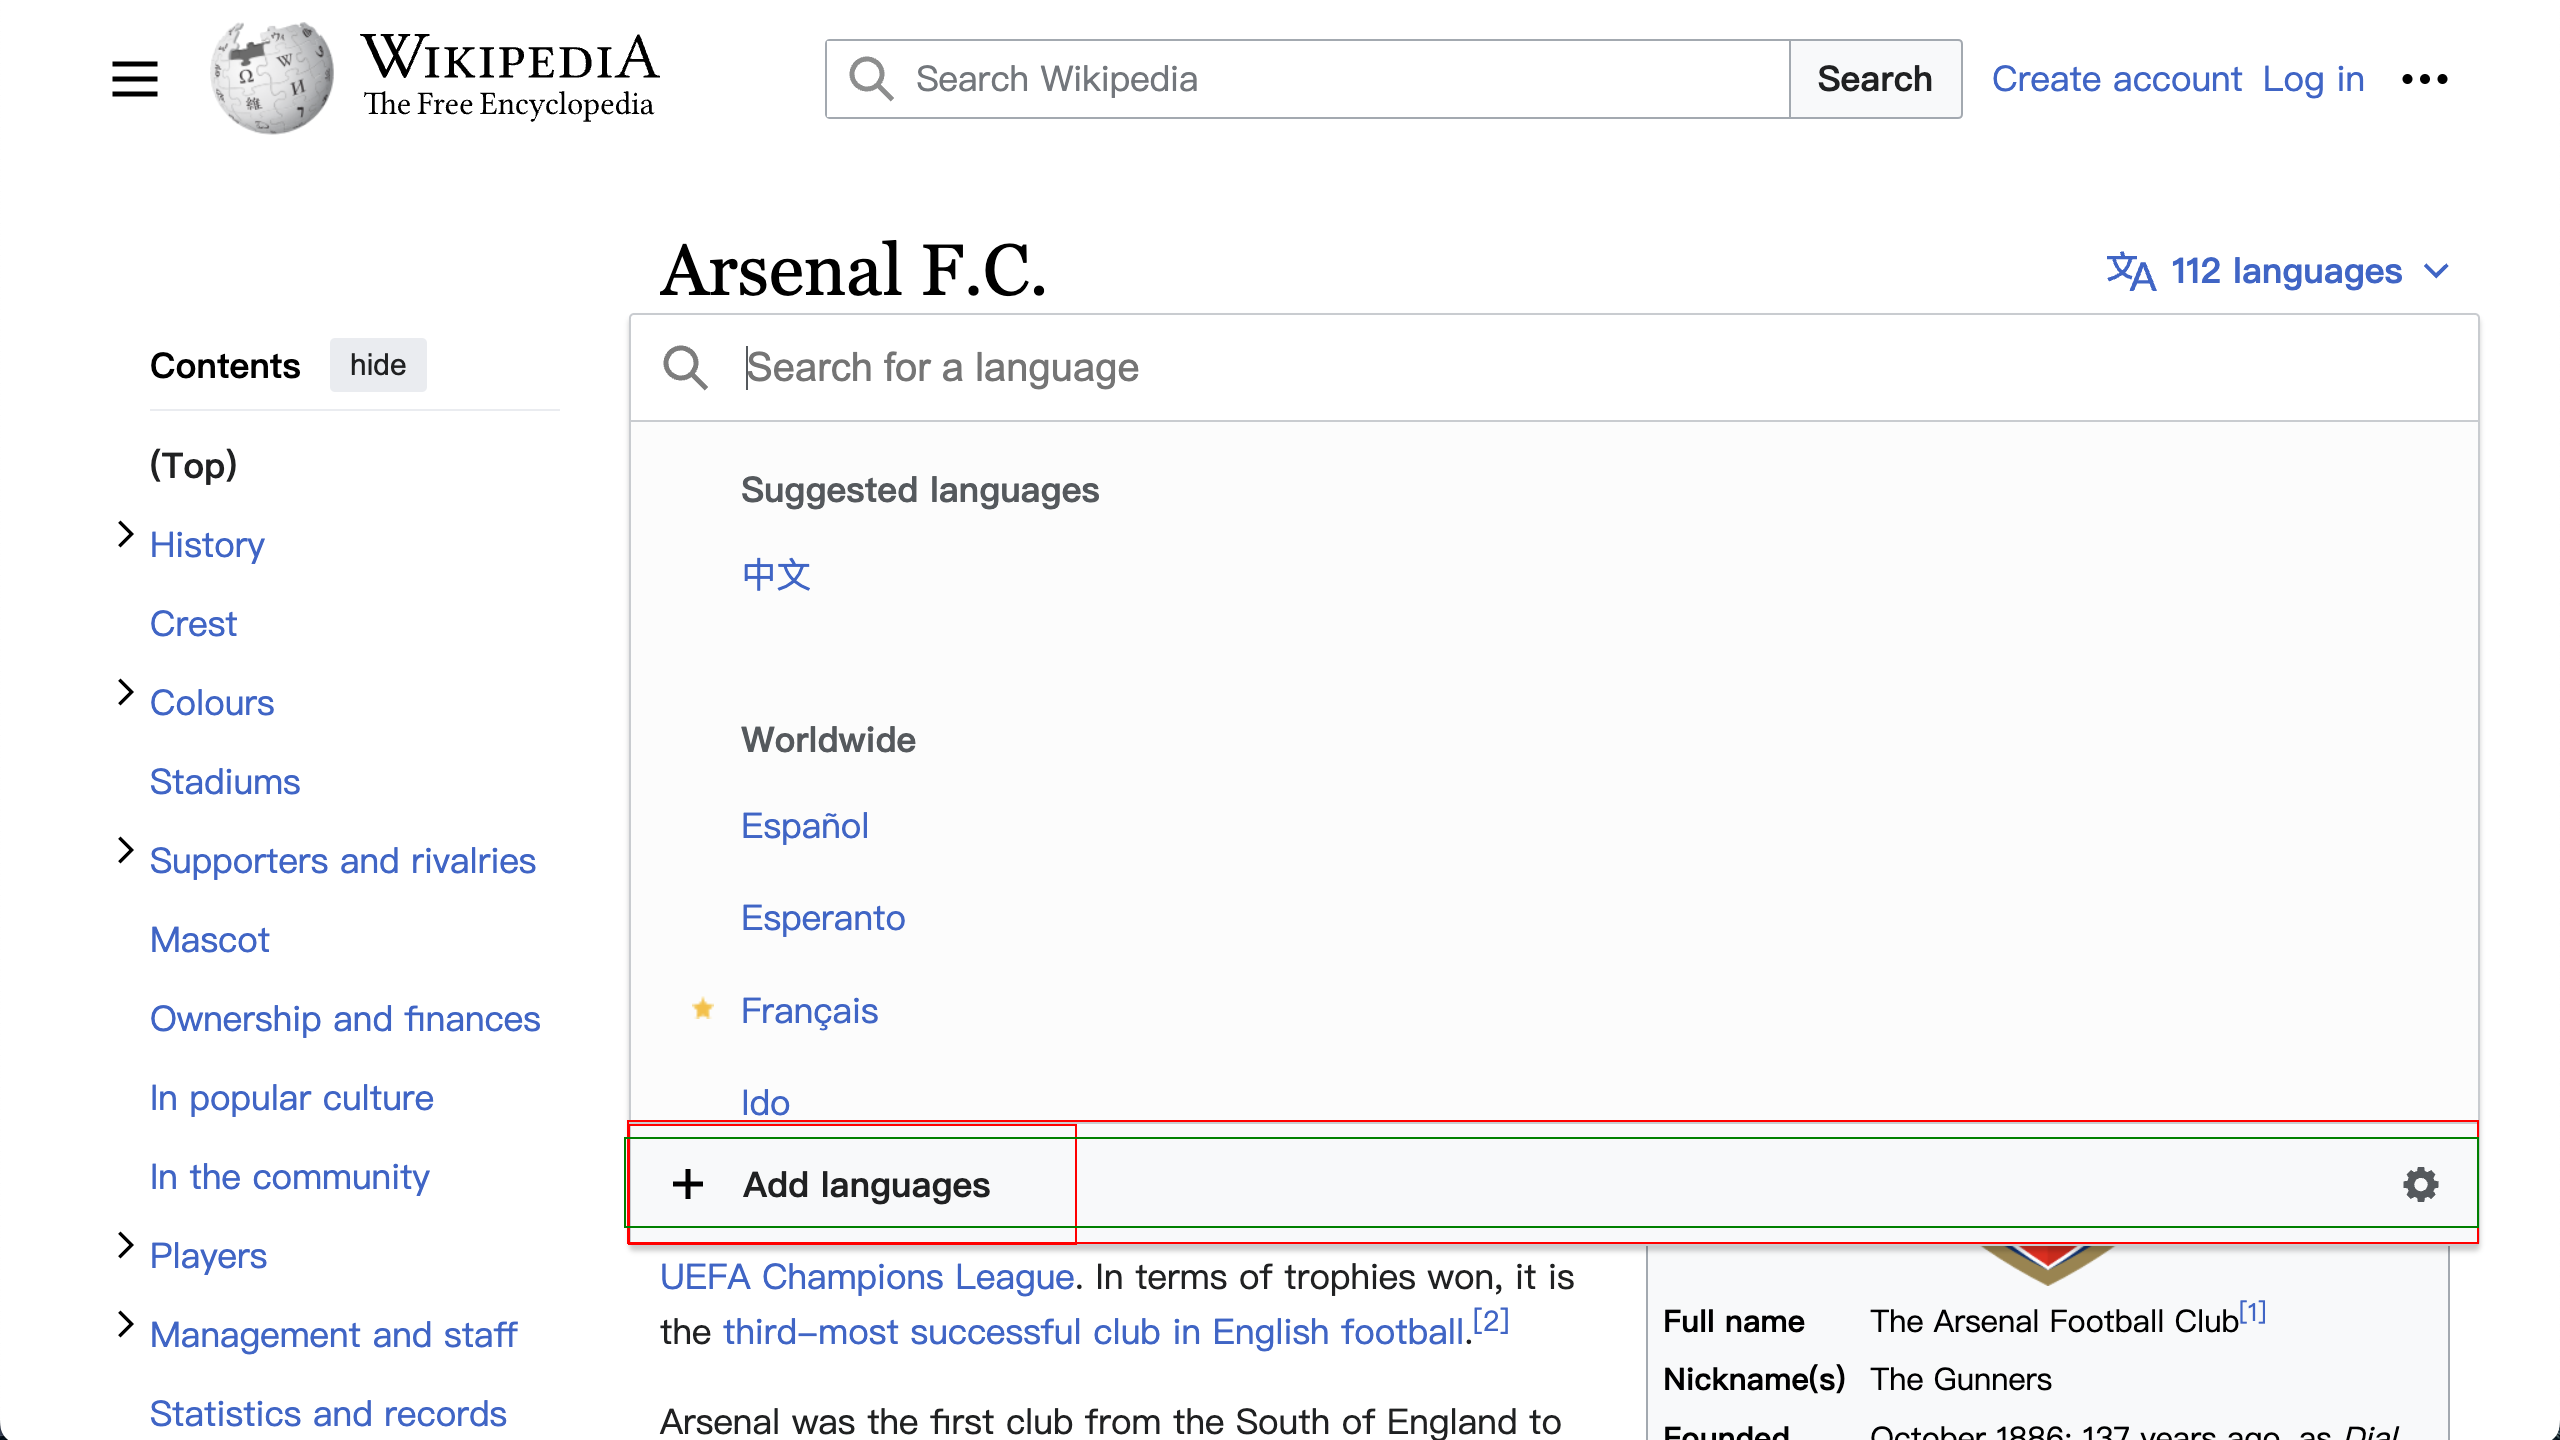 WIKIPEDIA
The Free Encyclopedia
Search Wikipedia
Search
Create account
Log in
Arsenal F.C.
112 languages
Contents
hide
(Top)
History
Crest
Colours
Stadiums
Supporters and rivalries
Mascot
Ownership and finances
In popular culture
In the community
Players
Management and staff
Statistics and records
Search for a language
Suggested languages
中文
Worldwide
Español
Esperanto
Français
Ido
Add languages
UEFA Champions League. In terms of trophies won, it is
the third-most successful club in English football.[2]
Arsenal was the first club from the South of England to
Full name The Arsenal Football Club[1]
Nickname(s) The Gunners
Founded October 1886; 137 years ago, as Dial